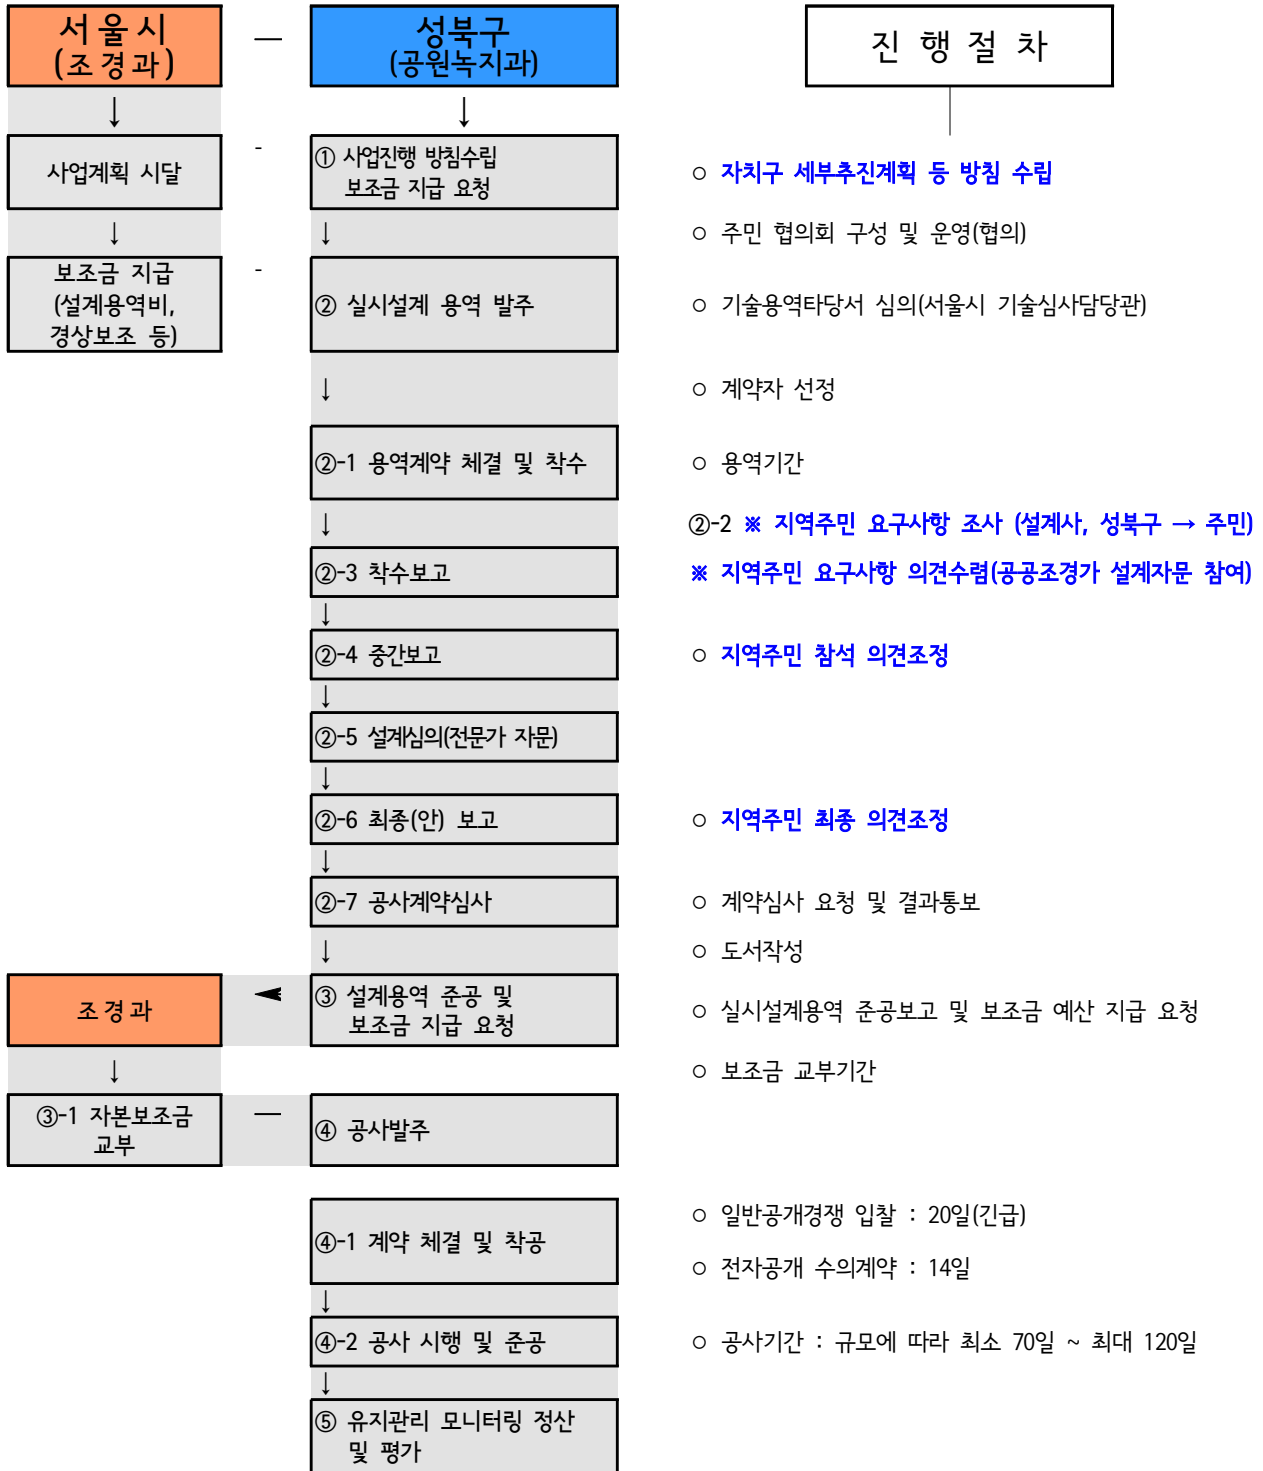 서 울 시
(조 경 과)
—
성북구
(공원녹지과)
진 행 절 차
↓
↓
사업계획 시달
-
① 사업진행 방침수립
보조금 지급 요청
○ 자치구 세부추진계획 등 방침 수립
↓
↓
○ 주민 협의회 구성 및 운영(협의)
보조금 지급
(설계용역비,
경상보조 등)
-
② 실시설계 용역 발주
○ 기술용역타당서 심의(서울시 기술심사담당관)
↓
○ 계약자 선정
②-1 용역계약 체결 및 착수
○ 용역기간
↓
②-2 ※ 지역주민 요구사항 조사 (설계사, 성북구 → 주민)
②-3 착수보고
※ 지역주민 요구사항 의견수렴(공공조경가 설계자문 참여)
↓
②-4 중간보고
○ 지역주민 참석 의견조정
↓
②-5 설계심의(전문가 자문)
↓
②-6 최종(안) 보고
○ 지역주민 최종 의견조정
↓
②-7 공사계약심사
○ 계약심사 요청 및 결과통보
↓
○ 도서작성
조 경 과
③ 설계용역 준공 및
보조금 지급 요청
○ 실시설계용역 준공보고 및 보조금 예산 지급 요청
↓
○ 보조금 교부기간
③-1 자본보조금
교부
—
④ 공사발주
④-1 계약 체결 및 착공
○ 일반공개경쟁 입찰 : 20일(긴급)
○ 전자공개 수의계약 : 14일
↓
④-2 공사 시행 및 준공
○ 공사기간 : 규모에 따라 최소 70일 ~ 최대 120일
↓
⑤ 유지관리 모니터링 정산
및 평가